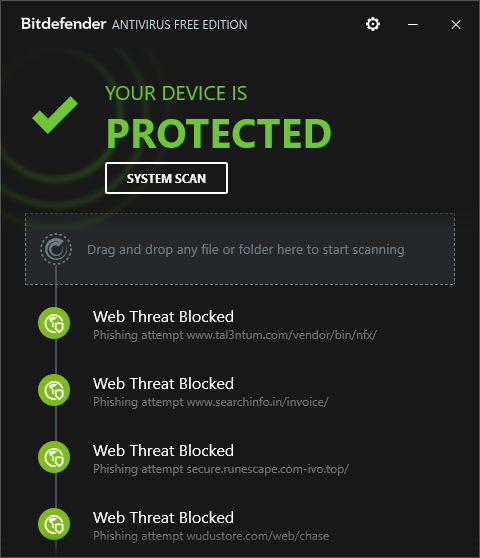 Bitdefender ANTIVIRUS FREE EDITION
YOUR DEVICE IS
PROTECTED
SYSTEM SCAN
Drag and drop any file or folder here to start scanning
Web Threat Blocked
Phishing attempt www.tal3ntum.com/vendor/bin/nfx/
Web Threat Blocked
Phishing attempt www.searchinfo.in/invoice/
Web Threat Blocked
Phishing attempt secure.runescape.com-ivo.top/
Web Threat Blocked
Phishing attempt wudustore.com/web/chase